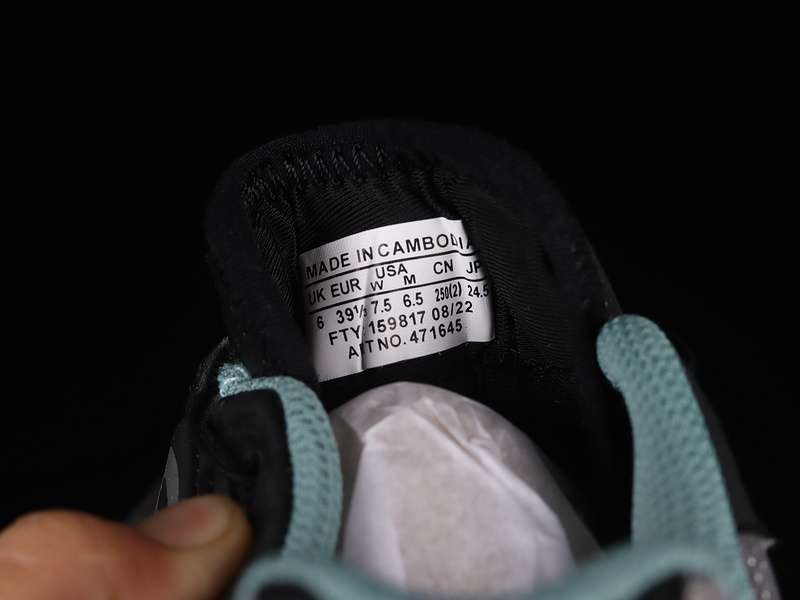 MADE IN CAMBODIA
USA
UK EUR W M CN JP
6 39⅓ 7.5 6.5 250(2) 24.5
FTY:159817 08/22
ART NO. 471645